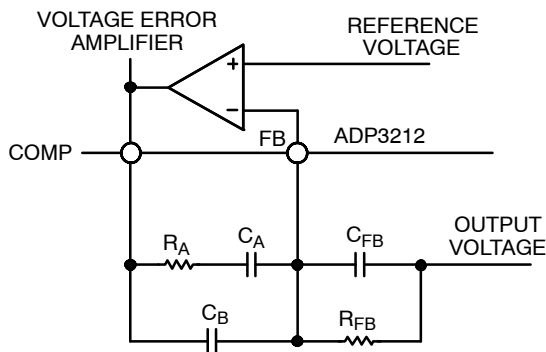 VOLTAGE ERROR
AMPLIFIER
REFERENCE
VOLTAGE
+
−
COMP
FB
ADP3212
RA
CA
CFB
OUTPUT
VOLTAGE
CB
RFB